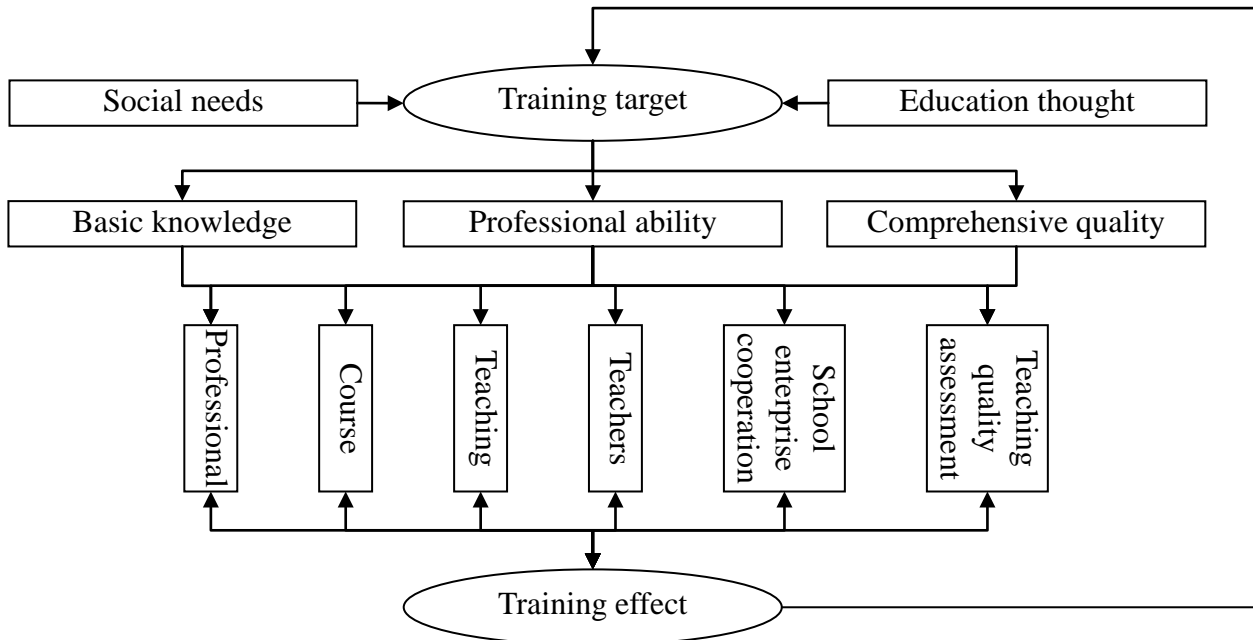 Social needs
Training target
Education thought
Basic knowledge
Professional ability
Comprehensive quality
Professional
Course
Teaching
Teachers
School
enterprise
cooperation
Teaching
quality
assessment
Training effect